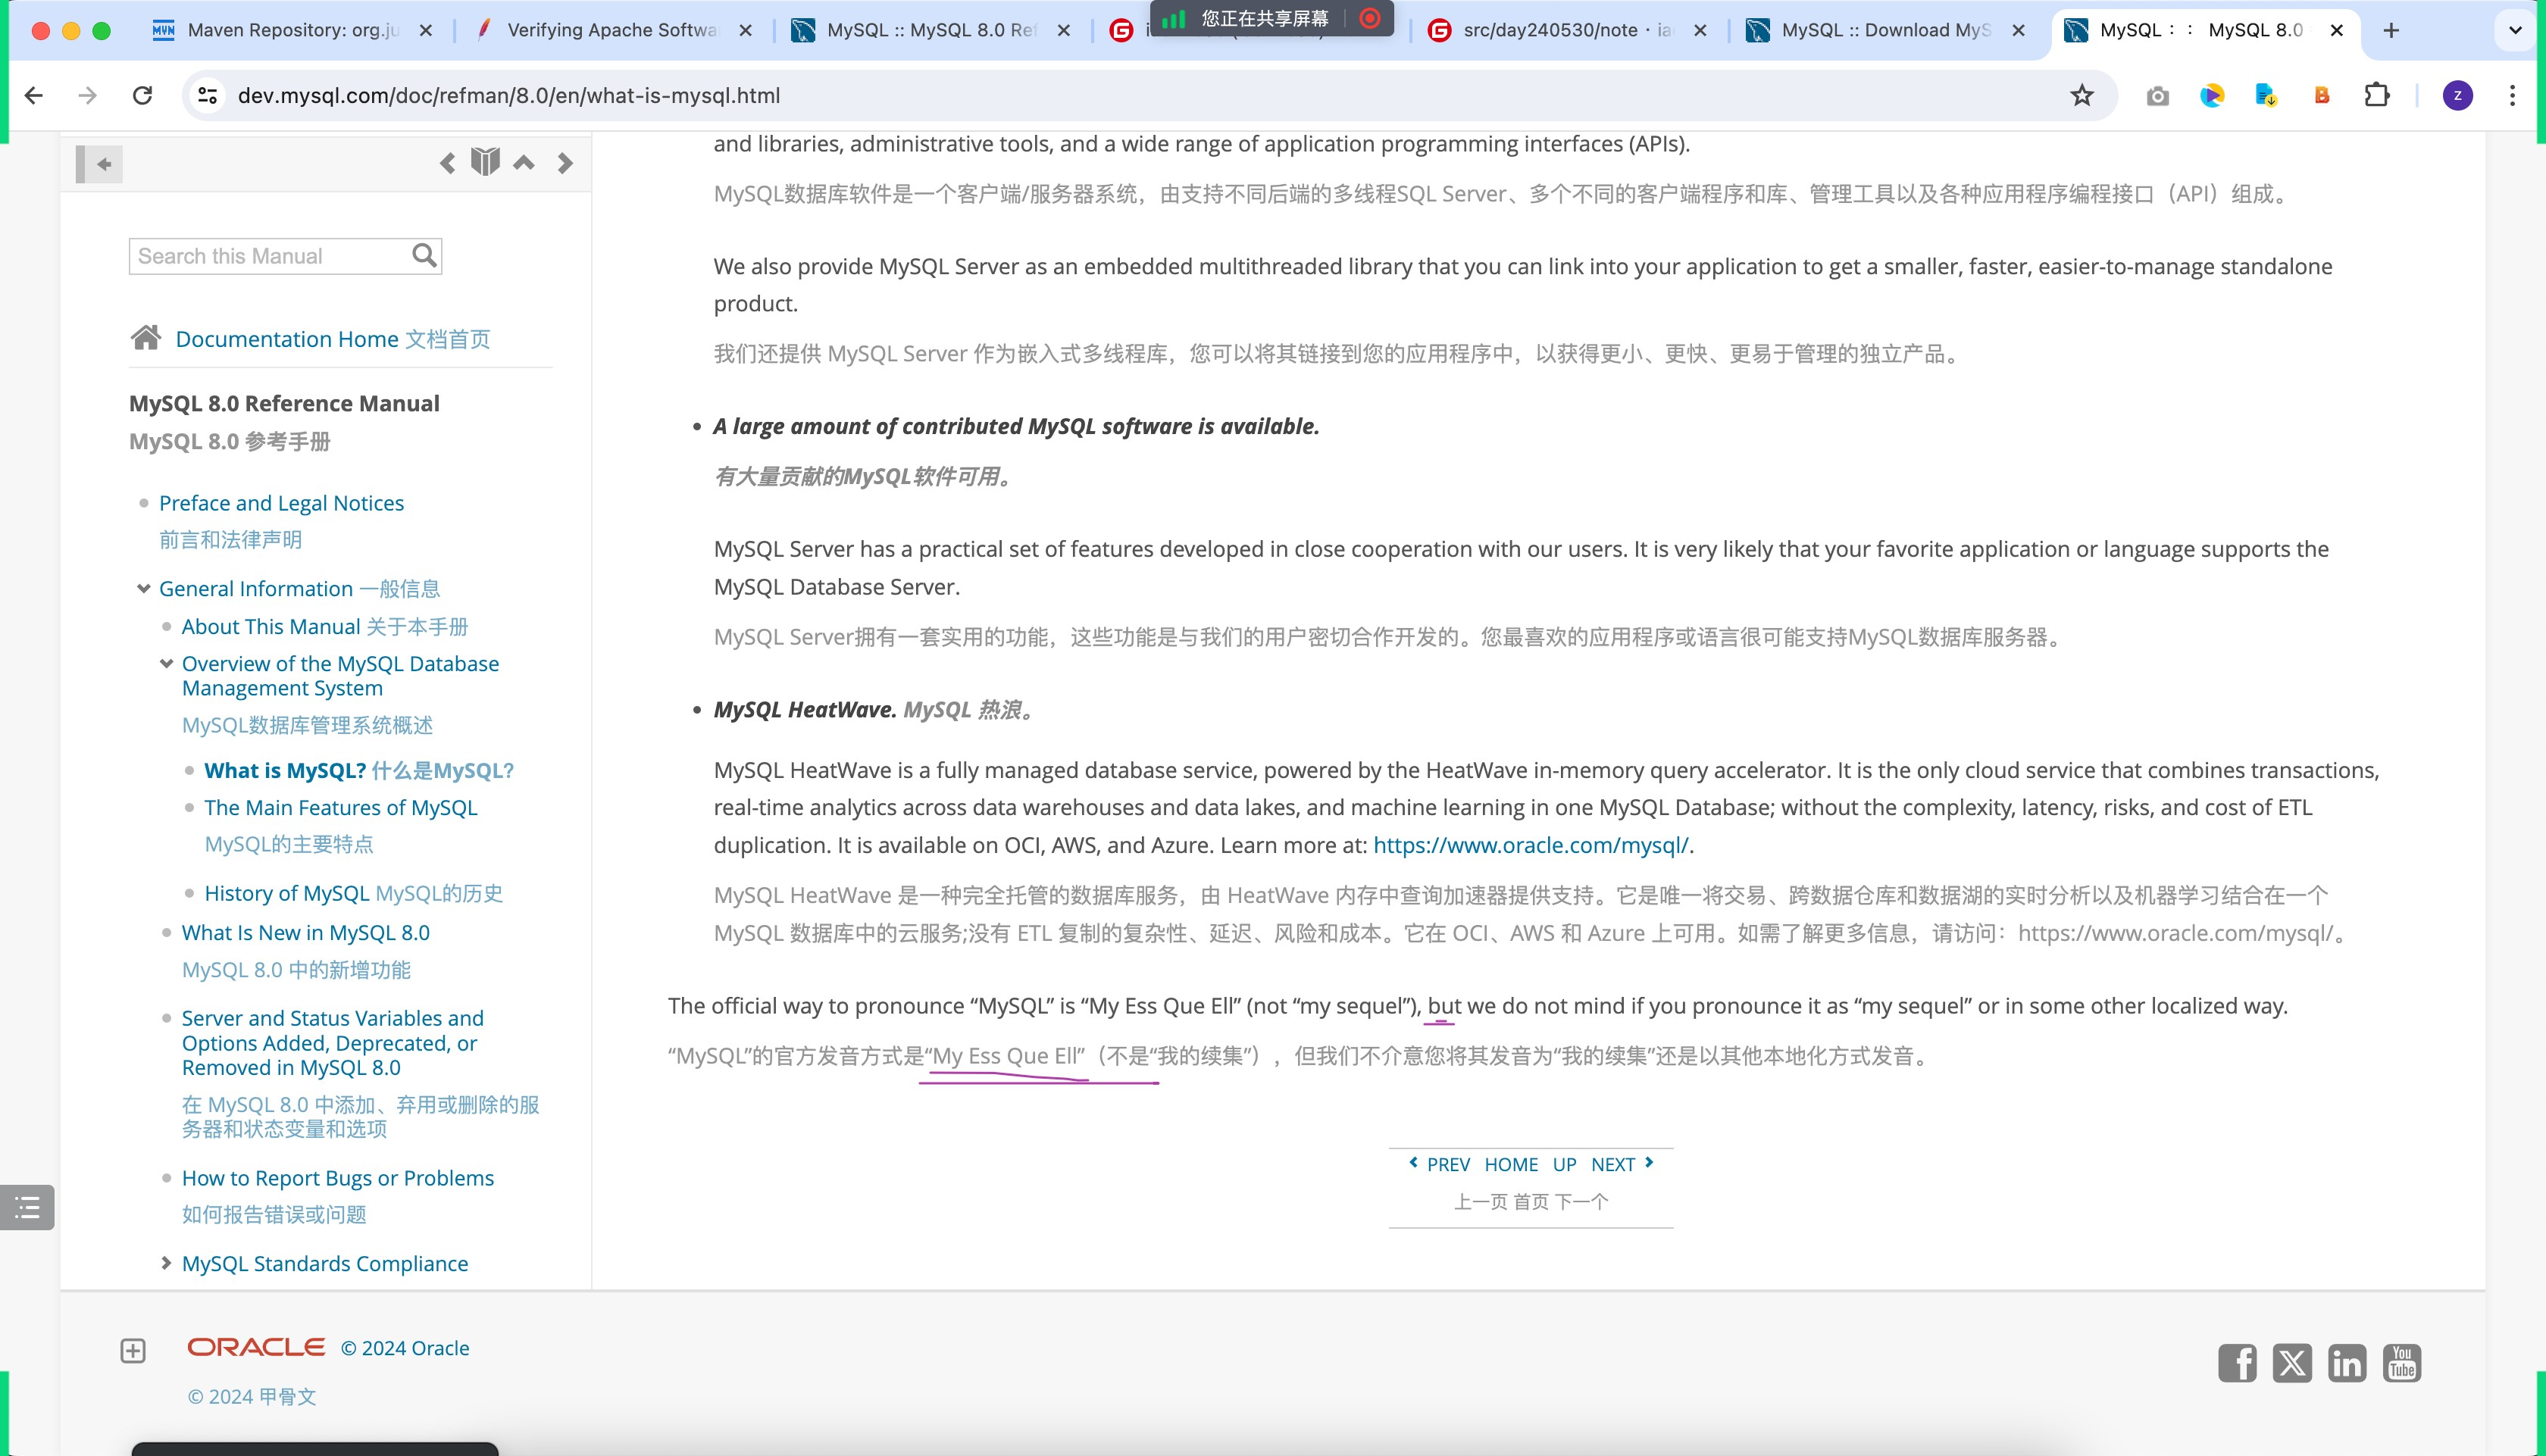 Maven Repository: org.ju
Verifying Apache Softwa
MySQL :: MySQL 8.0 Ref
您正在共享屏幕
src/day240530/note · ia
MySQL :: Download MyS
MySQL :： MySQL 8.0
dev.mysql.com/doc/refman/8.0/en/what-is-mysql.html
Z
Search this Manual
Documentation Home 文档首页
MySQL 8.0 Reference Manual
MySQL 8.0 参考手册
Preface and Legal Notices
前言和法律声明
General Information 一般信息
About This Manual 关于本手册
Overview of the MySQL Database
Management System
MySQL数据库管理系统概述
What is MySQL? 什么是MySQL？
The Main Features of MySQL
MySQL的主要特点
History of MySQL MySQL的历史
What Is New in MySQL 8.0
MySQL 8.0 中的新增功能
Server and Status Variables and
Options Added, Deprecated, or
Removed in MySQL 8.0
在 MySQL 8.0 中添加、弃用或删除的服
务器和状态变量和选项
How to Report Bugs or Problems
如何报告错误或问题
MySQL Standards Compliance
and libraries, administrative tools, and a wide range of application programming interfaces (APIs).
MySQL数据库软件是一个客户端/服务器系统，由支持不同后端的多线程SQL Server、多个不同的客户端程序和库、管理工具以及各种应用程序编程接口（API）组成。
We also provide MySQL Server as an embedded multithreaded library that you can link into your application to get a smaller, faster, easier-to-manage standalone
product.
我们还提供 MySQL Server 作为嵌入式多线程库，您可以将其链接到您的应用程序中，以获得更小、更快、更易于管理的独立产品。
A large amount of contributed MySQL software is available.
有大量贡献的MySQL软件可用。
MySQL Server has a practical set of features developed in close cooperation with our users. It is very likely that your favorite application or language supports the
MySQL Database Server.
MySQL Server拥有一套实用的功能，这些功能是与我们的用户密切合作开发的。您最喜欢的应用程序或语言很可能支持MySQL数据库服务器。
MySQL HeatWave. MySQL 热浪。
MySQL HeatWave is a fully managed database service, powered by the HeatWave in-memory query accelerator. It is the only cloud service that combines transactions,
real-time analytics across data warehouses and data lakes, and machine learning in one MySQL Database; without the complexity, latency, risks, and cost of ETL
duplication. It is available on OCI, AWS, and Azure. Learn more at: https://www.oracle.com/mysql/.
MySQL HeatWave 是一种完全托管的数据库服务，由 HeatWave 内存中查询加速器提供支持。它是唯一将交易、跨数据仓库和数据湖的实时分析以及机器学习结合在一个
MySQL 数据库中的云服务;没有 ETL 复制的复杂性、延迟、风险和成本。它在 OCI、AWS 和 Azure 上可用。如需了解更多信息，请访问：https://www.oracle.com/mysql/。
The official way to pronounce “MySQL” is “My Ess Que Ell” (not “my sequel”), but we do not mind if you pronounce it as “my sequel” or in some other localized way.
“MySQL”的官方发音方式是“My Ess Que Ell”（不是“我的续集”），但我们不介意您将其发音为“我的续集”还是以其他本地化方式发音。
PREV HOME UP NEXT
上一页 首页 下一个
ORACLE © 2024 Oracle
© 2024 甲骨文
You
Tube